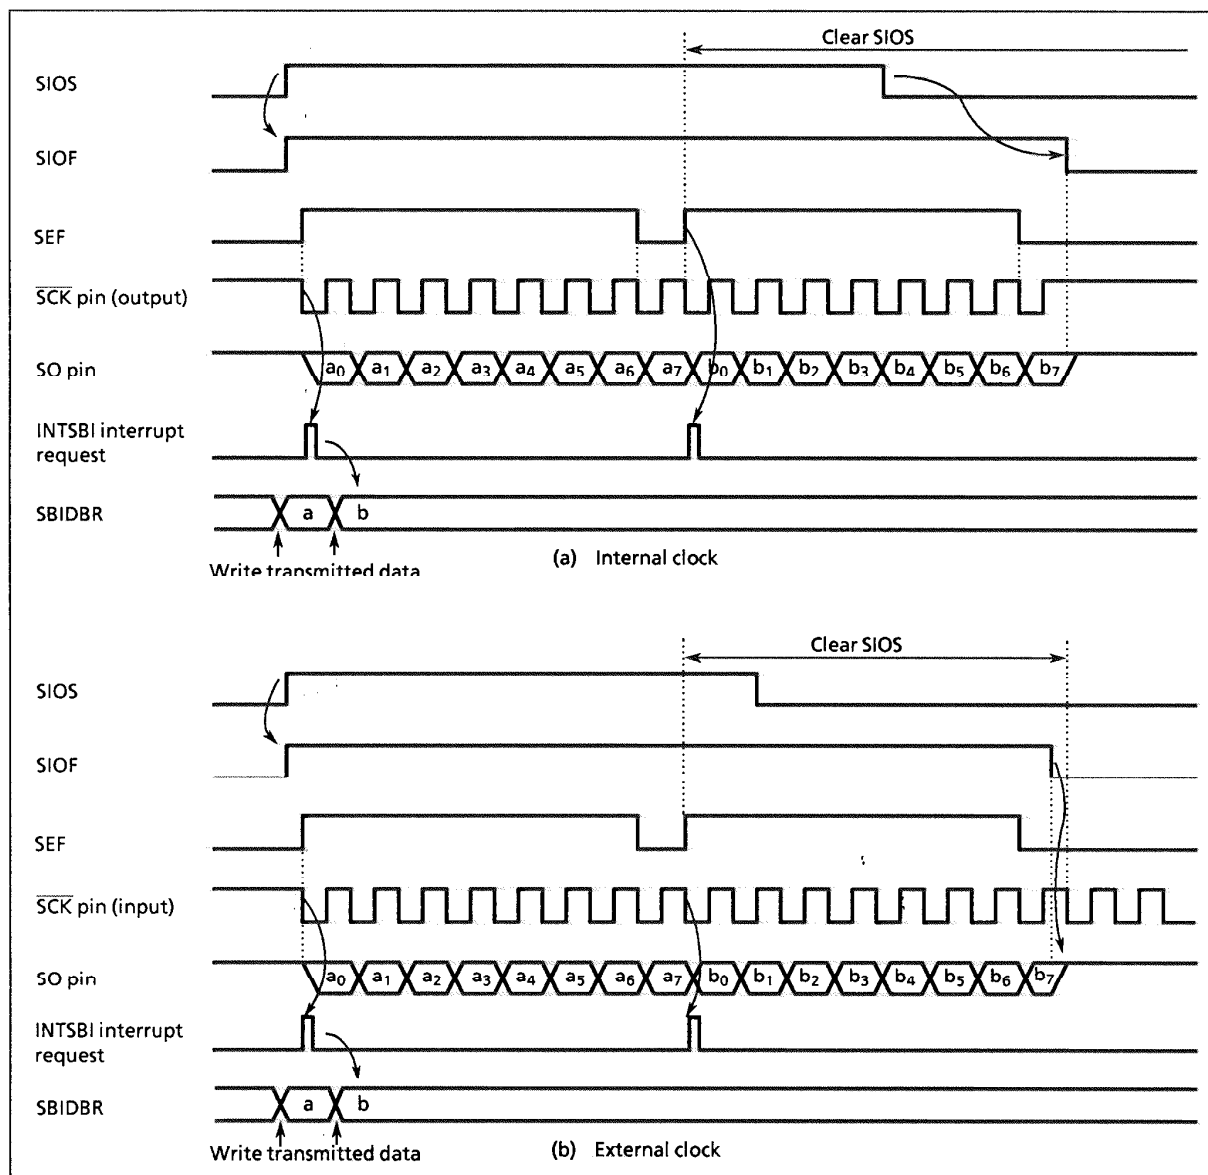 Clear SIOS
SIOS
SIOF
SEF
SCK pin (output)
SO pin
a0 a1 a2 a3 a4 a5 a6 a7 b0 b1 b2 b3 b4 b5 b6 b7
INTSBI interrupt
request
SBIDBR
a b
Write transmitted data
(a) Internal clock
Clear SIOS
SIOS
SIOF
SEF
SCK pin (input)
SO pin
a0 a1 a2 a3 a4 a5 a6 a7 b0 b1 b2 b3 b4 b5 b6 b7
INTSBI interrupt
request
SBIDBR
a b
Write transmitted data
(b) External clock